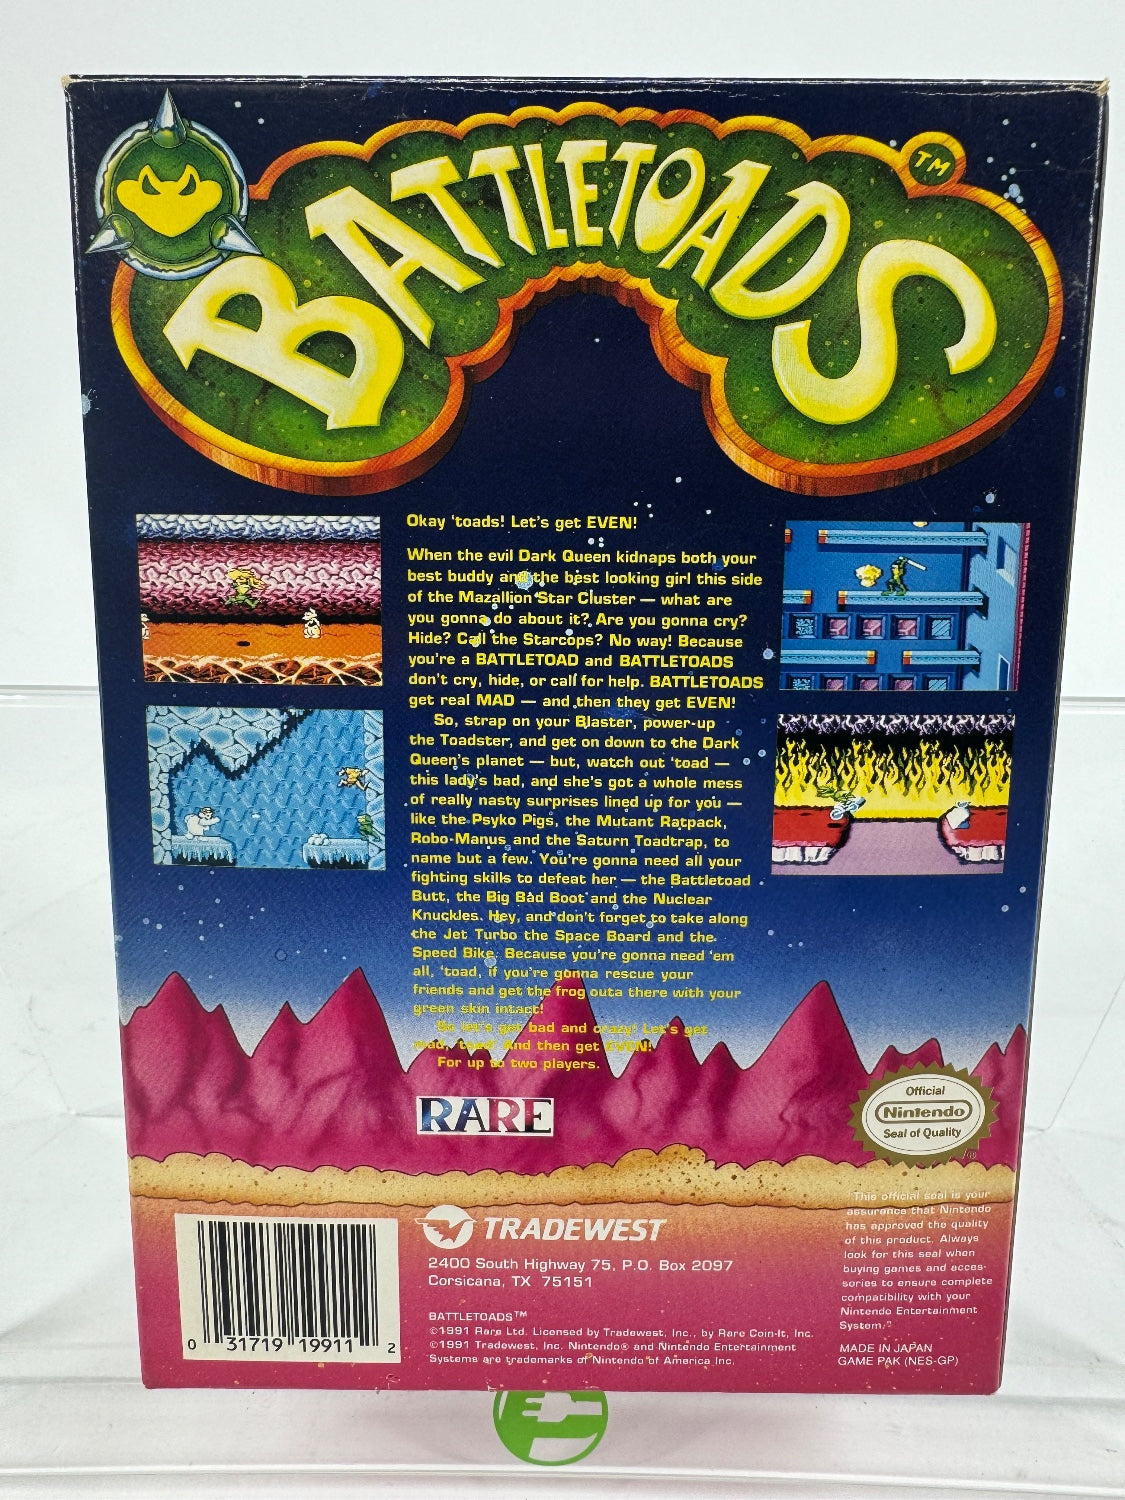 BATTLETOADS TM
Okay 'toads! Let's get EVEN!
When the evil Dark Queen kidnaps both your
best buddy and the best looking girl this side
of the Mazallion Star Cluster — what are
you gonna do about it? Are you gonna cry?
Hide? Call the Starcops? No way! Because
you're a BATTLETOAD and BATTLETOADS
don't cry, hide, or call for help. BATTLETOADS
get real MAD — and then they get EVEN!
So, strap on your Blaster, power-up
the Toadster, and get on down to the Dark
Queen's planet — but, watch out 'toad —
this lady's bad, and she's got a whole mess
of really nasty surprises lined up for you —
like the Psyko Pigs, the Mutant Ratpack,
Robo-Manus and the Saturn Toadtrap, to
name but a few. You're gonna need all your
fighting skills to defeat her — the Battletoad
Butt, the Big Bad Boot and the Nuclear
Knuckles. Hey, and don't forget to take along
the Jet Turbo the Space Board and the
Speed Bike. Because you're gonna need 'em
all, 'toad, if you're gonna rescue your
friends and get the frog outa there with your
green skin intact!
So let's get bad and crazy! Let's get
mad, 'toad! And then get EVEN!
For up to two players.
RARE
Official
Nintendo
Seal of Quality
®
This official seal is your
assurance that Nintendo
has approved the quality
of this product. Always
look for this seal when
buying games and acces-
sories to ensure complete
compatibility with your
Nintendo Entertainment
System.®
MADE IN JAPAN
GAME PAK (NES-GP)
TRADEWEST
2400 South Highway 75, P.O. Box 2097
Corsicana, TX 75151
BATTLETOADS™
©1991 Rare Ltd. Licensed by Tradewest, Inc., by Rare Coin-It, Inc.
©1991 Tradewest, Inc. Nintendo® and Nintendo Entertainment
Systems are trademarks of Nintendo of America Inc.
0 31719 19911 2